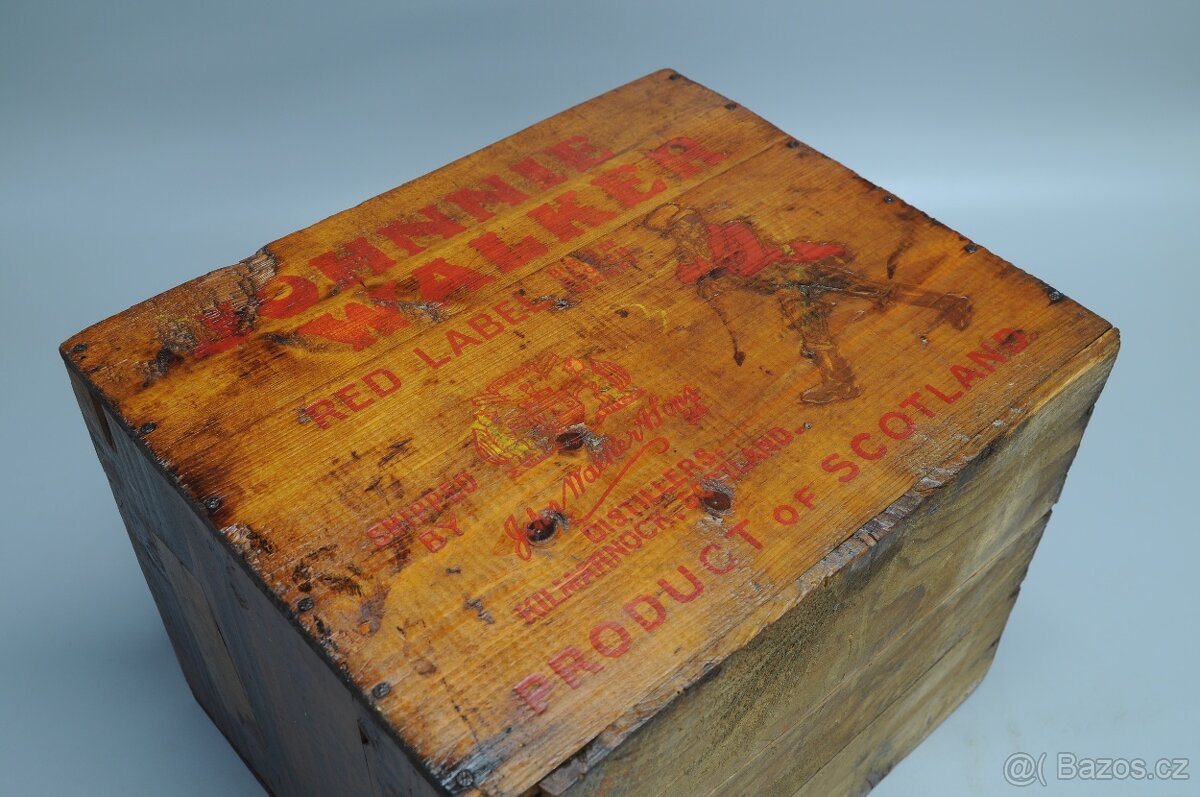 JOHNNIE
WALKER
RED LABEL
SHIPPED
BY
John Walker & Sons
DISTILLERS,
KILMARNOCK.-SCOTLAND.
PRODUCT OF SCOTLAND
@( Bazos.cz